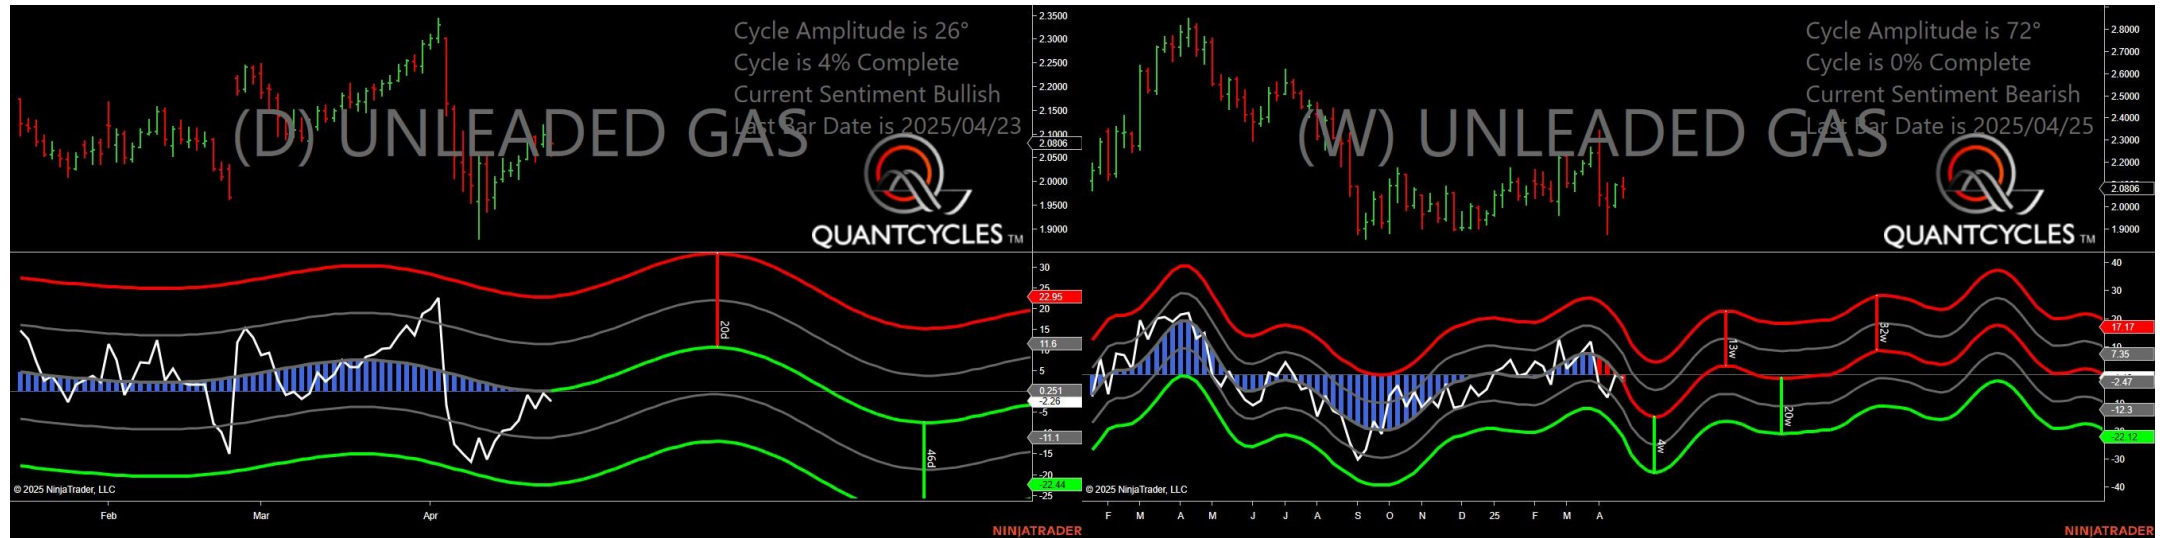 Cycle Amplitude is 26°
Cycle is 4% Complete
Current Sentiment Bullish
Last Bar Date is 2025/04/23
(D) UNLEADED GAS
QUANTCYCLES TM
2.3500
2.3000
2.2500
2.2000
2.1500
2.1000
2.0806
2.0500
2.0000
1.9500
1.9000
30
25
22.95
20
15
11.6
10
5
0.251
-2.26
-5
-11.1
-15
-20
-22.44
-25
20d
46d
© 2025 NinjaTrader, LLC
Feb Mar Apr
NINJATRADER
Cycle Amplitude is 72°
Cycle is 0% Complete
Current Sentiment Bearish
Last Bar Date is 2025/04/25
(W) UNLEADED GAS
QUANTCYCLES TM
2.8000
2.7000
2.6000
2.5000
2.4000
2.3000
2.2000
2.0806
2.0000
1.9000
40
30
20
17.17
10
7.35
-2.47
-12.3
-22.12
-30
-40
13w
32w
20w
4w
© 2025 NinjaTrader, LLC
F M A M J J A S O N D 25 F M A
NINJATRADER